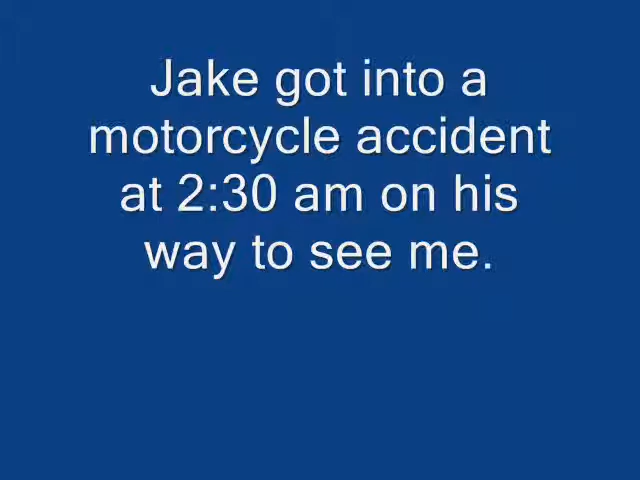 Jake got into a
motorcycle accident
at 2:30 am on his
way to see me.